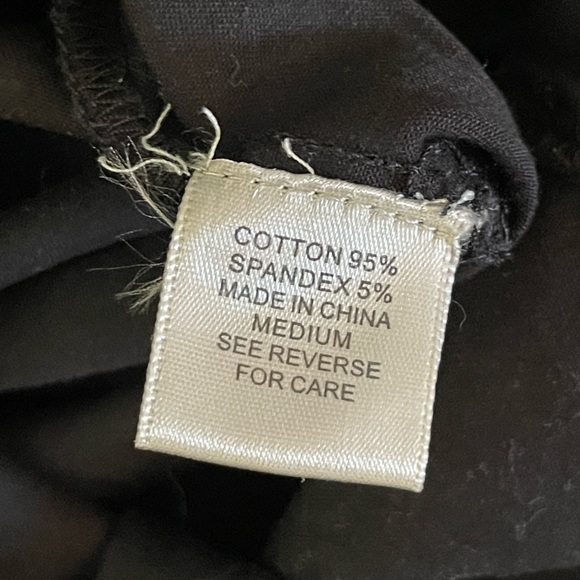 COTTON 95%
SPANDEX 5%
MADE IN CHINA
MEDIUM
SEE REVERSE
FOR CARE